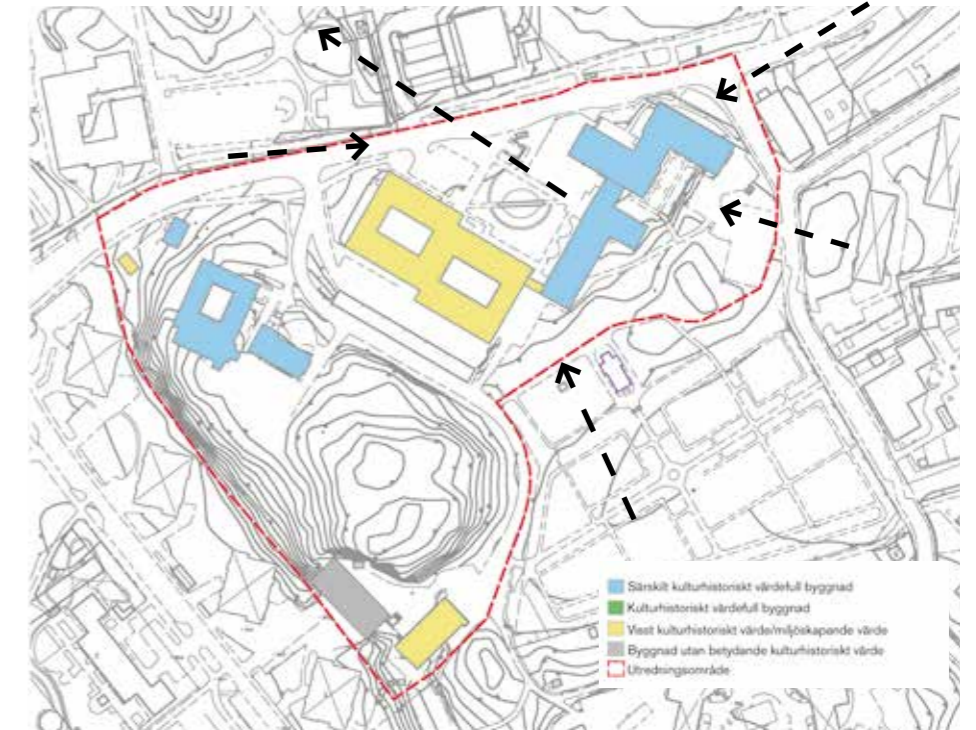 Särskilt kulturhistoriskt värdefull byggnad
Kulturhistoriskt värdefull byggnad
Visst kulturhistoriskt värde/miljöskapande värde
Byggnad utan betydande kulturhistoriskt värde
Utredningsområde